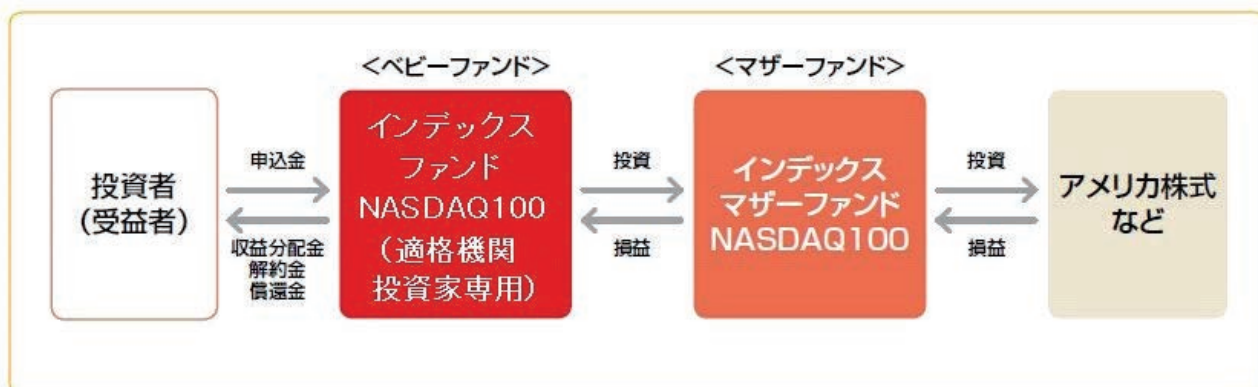 <ベビーファンド>
<マザーファンド>
投資者
(受益者)
申込金
収益分配金
解約金
償還金
インデックス
ファンド
NASDAQ100
(適格機関
投資家専用)
投資
損益
インデックス
マザーファンド
NASDAQ100
投資
損益
アメリカ株式
など